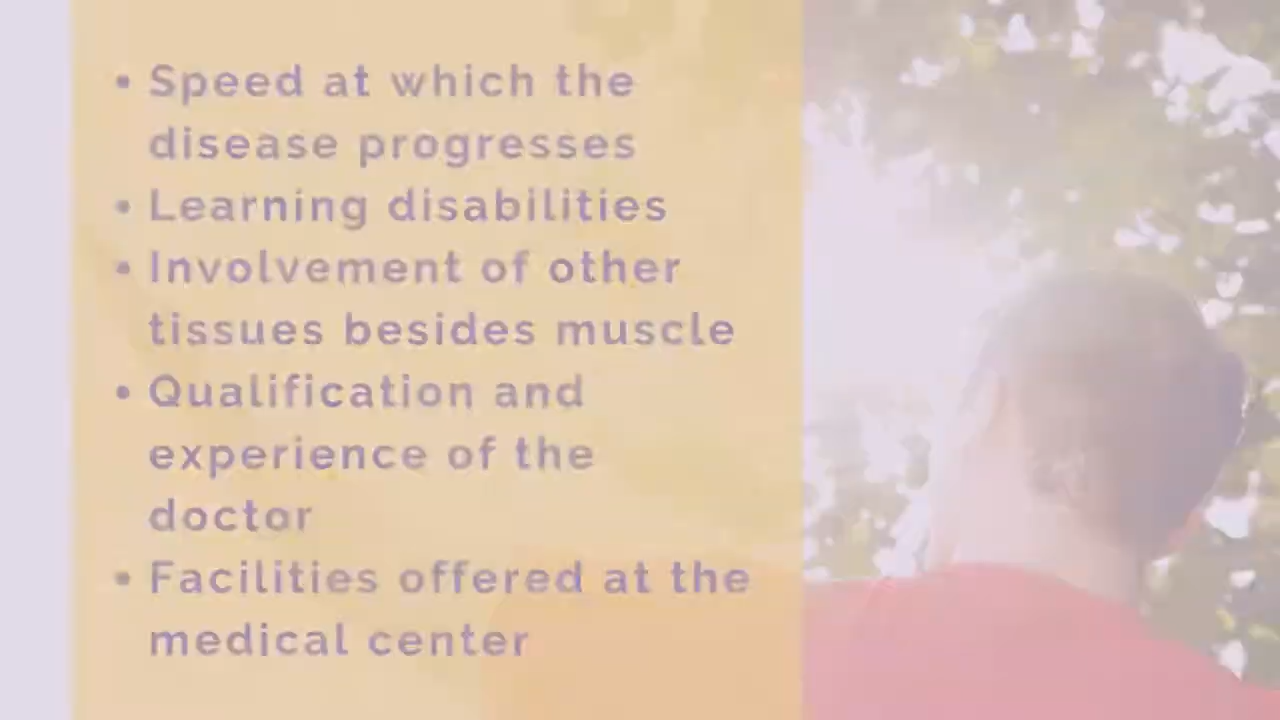 • Speed at which the
disease progresses
• Learning disabilities
• Involvement of other
tissues besides muscle
• Qualification and
experience of the
doctor
• Facilities offered at the
medical center